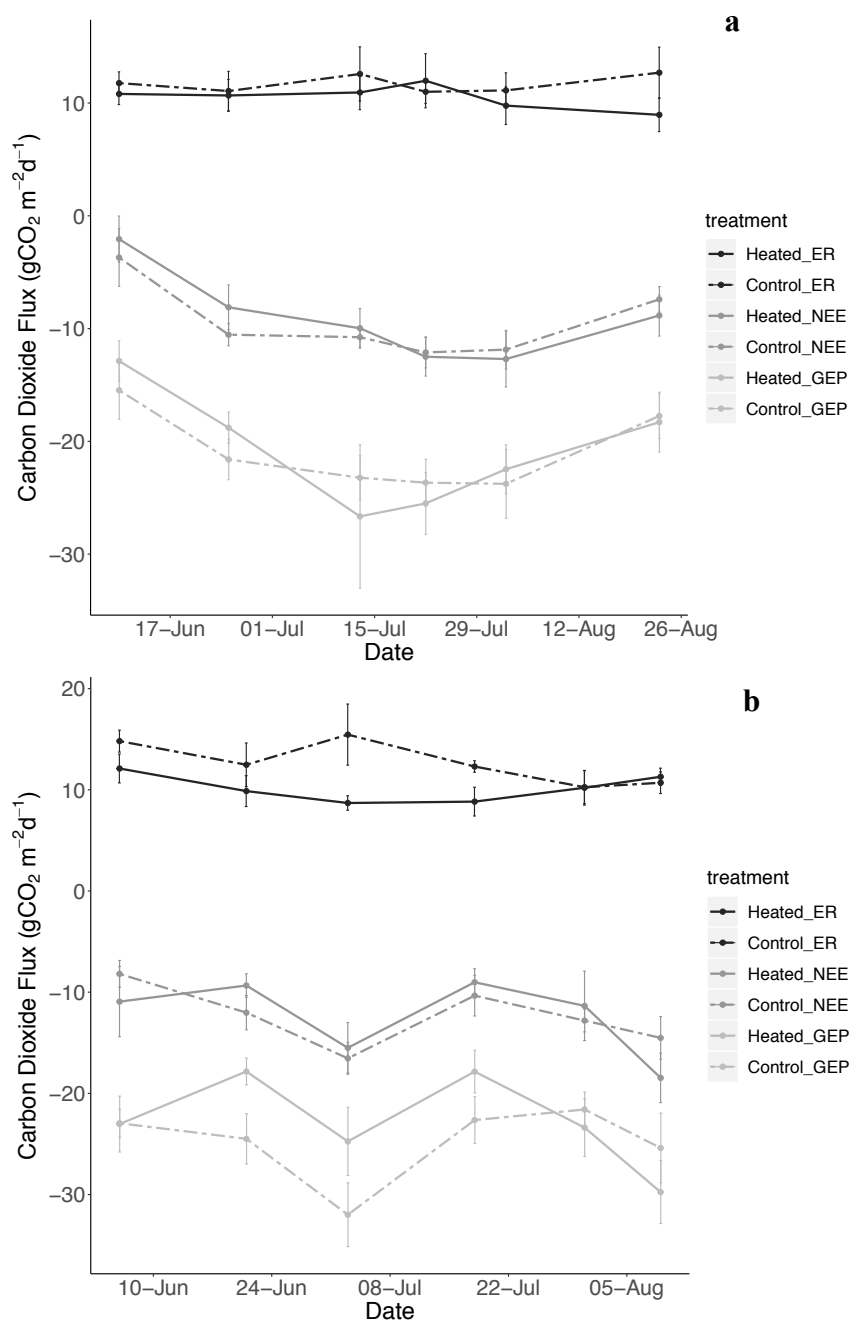 a
10
0
−10
−20
−30
Carbon Dioxide Flux (gCO₂ m⁻²d⁻¹)
17−Jun 01−Jul 15−Jul 29−Jul 12−Aug 26−Aug
Date
treatment
Heated_ER
Control_ER
Heated_NEE
Control_NEE
Heated_GEP
Control_GEP
b
20
10
0
−10
−20
−30
Carbon Dioxide Flux (gCO₂ m⁻²d⁻¹)
10−Jun 24−Jun 08−Jul 22−Jul 05−Aug
Date
treatment
Heated_ER
Control_ER
Heated_NEE
Control_NEE
Heated_GEP
Control_GEP